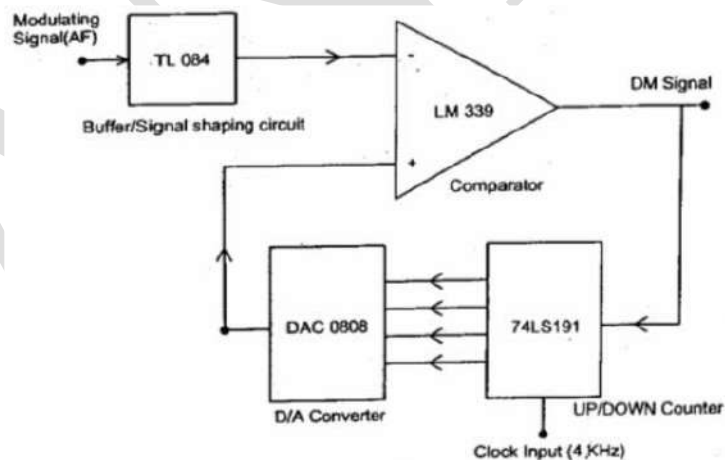 Modulating
Signal(AF)
TL 084
Buffer/Signal shaping circuit
-
LM 339
+
Comparator
DM Signal
DAC 0808
D/A Converter
74LS191
UP/DOWN Counter
Clock Input (4 KHz)